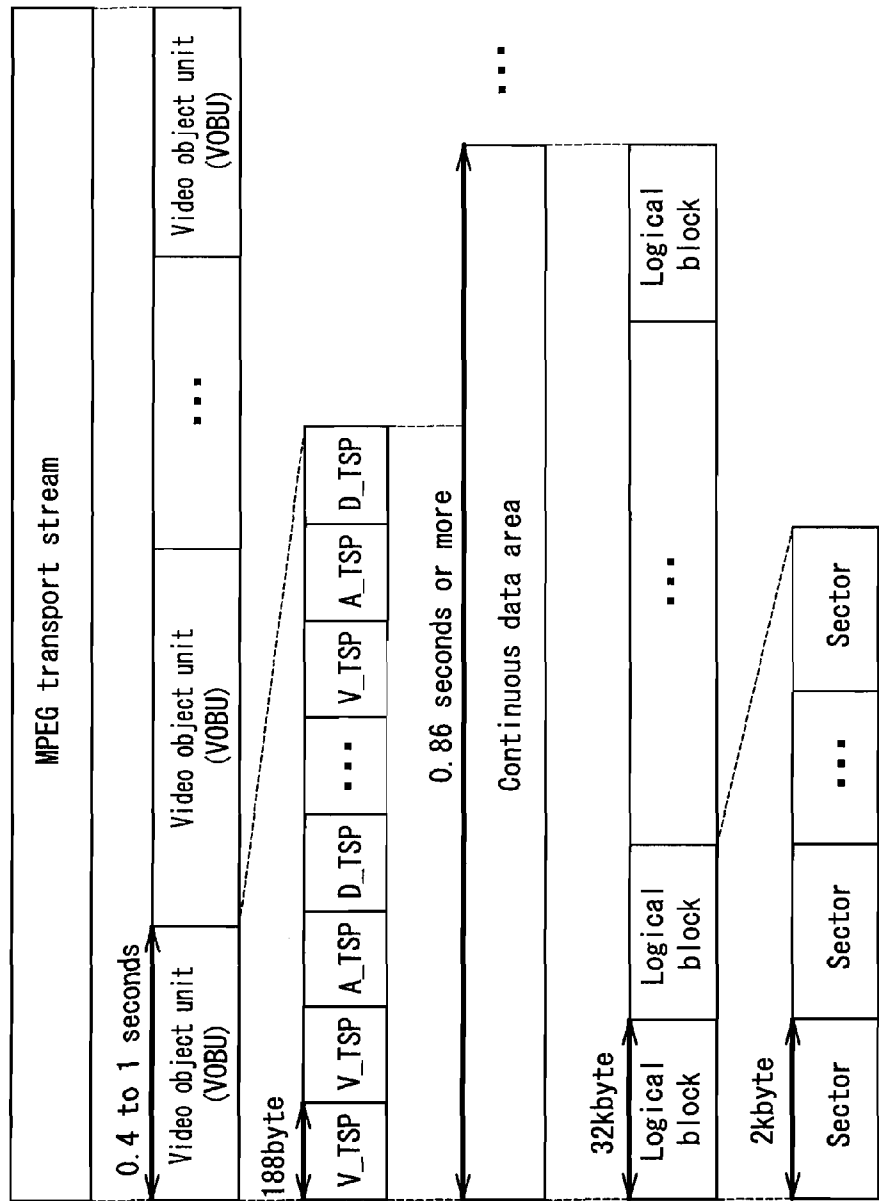 MPEG transport stream
0.4 to 1 seconds
Video object unit
(VOBU)
Video object unit
(VOBU)
...
Video object unit
(VOBU)
188byte
V_TSP
V_TSP
A_TSP
D_TSP
...
V_TSP
A_TSP
D_TSP
0.86 seconds or more
Continuous data area
...
32kbyte
Logical
block
Logical
block
...
Logical
block
2kbyte
Sector
Sector
...
Sector